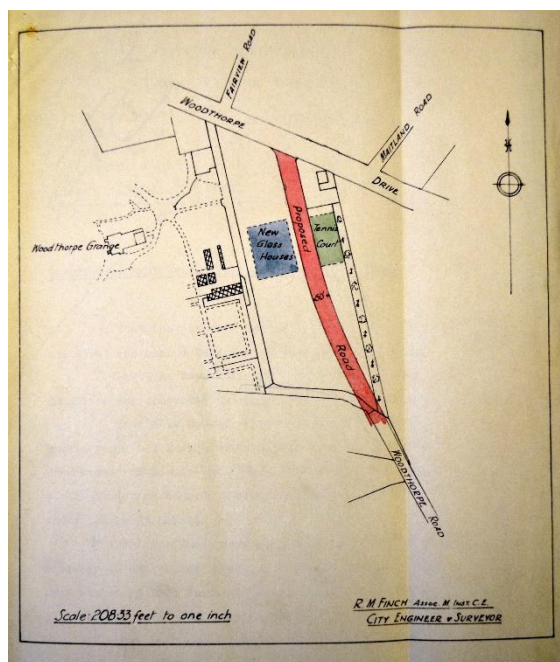 FAIRVIEW ROAD
WOODTHORPE
DRIVE
MAITLAND ROAD
Woodthorpe Grange
New
Glass
Houses
Proposed
Road
Tennis
Court
WOODTHORPE ROAD
Scale-208·33 feet to one inch
R M FINCH Assoc. M Inst. C.E.
CITY ENGINEER & SURVEYOR